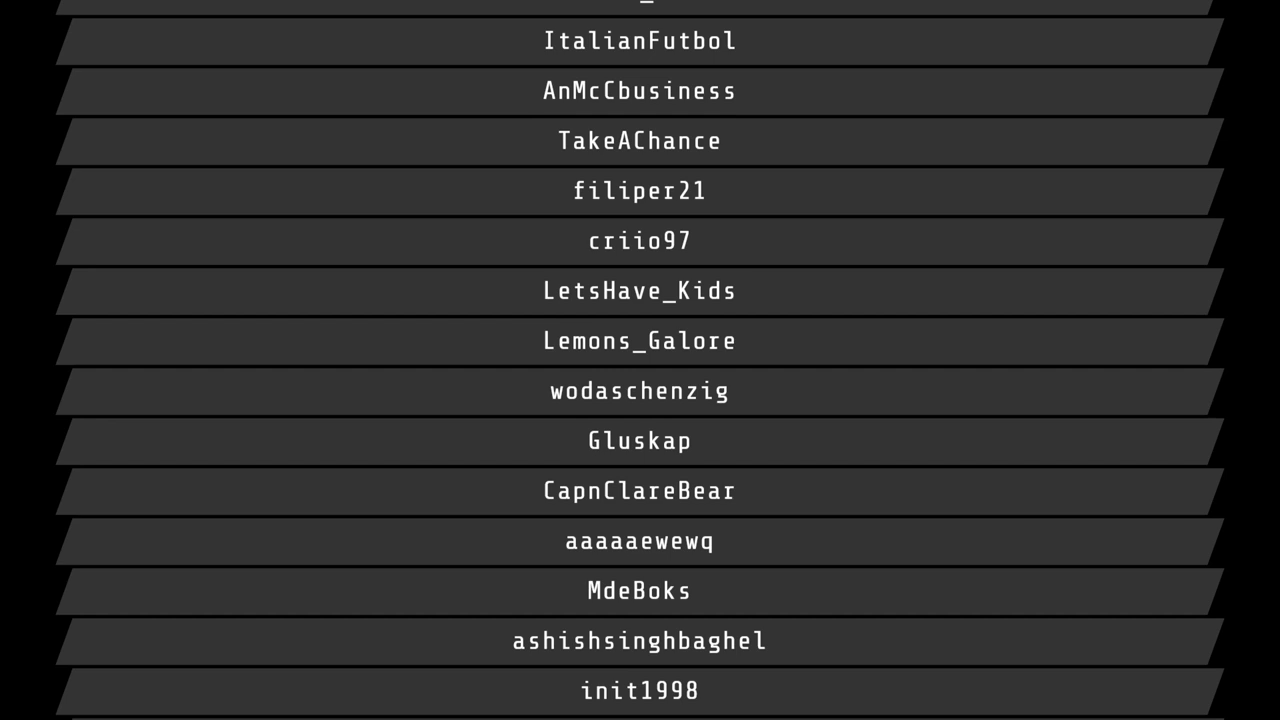 ItalianFutbol
AnMcCbusiness
TakeAChance
filiper21
criio97
LetsHave_Kids
Lemons_Galore
wodaschenzig
Gluskap
CapnClareBear
aaaaaewewq
MdeBoks
ashishsinghbaghel
init1998